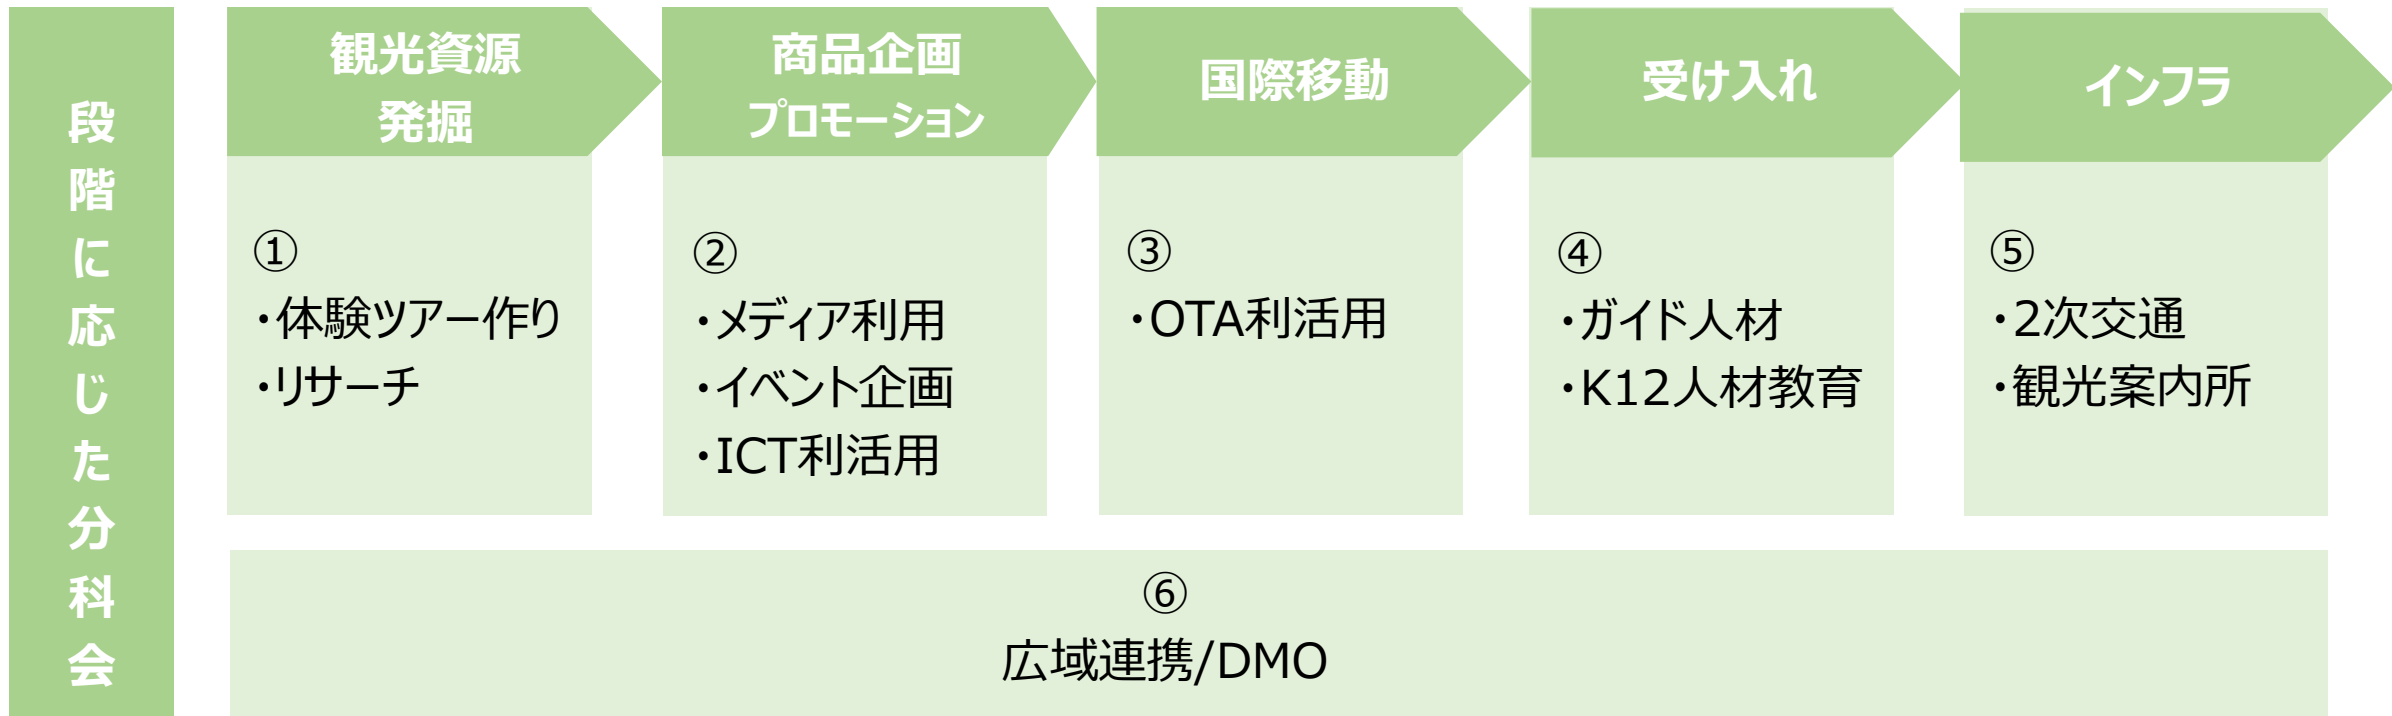 段階に応じた分科会
観光資源
発掘
商品企画
プロモーション
国際移動
受け入れ
インフラ
①
・体験ツアー作り
・リサーチ
②
・メディア利用
・イベント企画
・ICT利活用
③
・OTA利活用
④
・ガイド人材
・K12人材教育
⑤
・2次交通
・観光案内所
⑥
広域連携/DMO